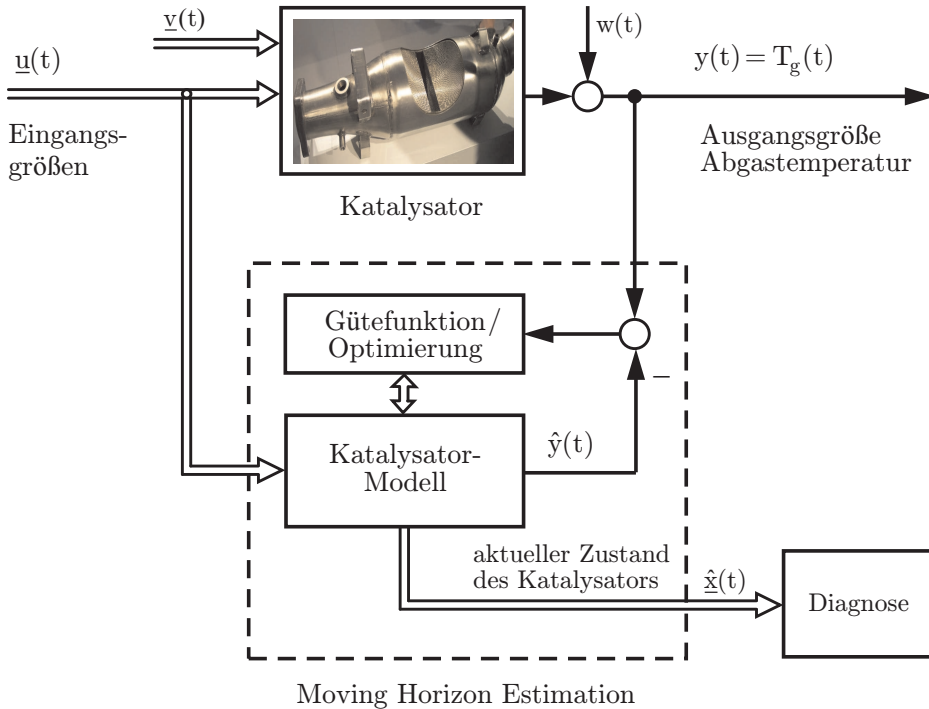 v(t)
w(t)
u(t)
y(t) = T_g(t)
Eingangs-
größen
Ausgangsgröße
Abgastemperatur
Katalysator
Gütefunktion/
Optimierung
–
Katalysator-
Modell
ŷ(t)
aktueller Zustand
des Katalysators
x̂(t)
Diagnose
Moving Horizon Estimation